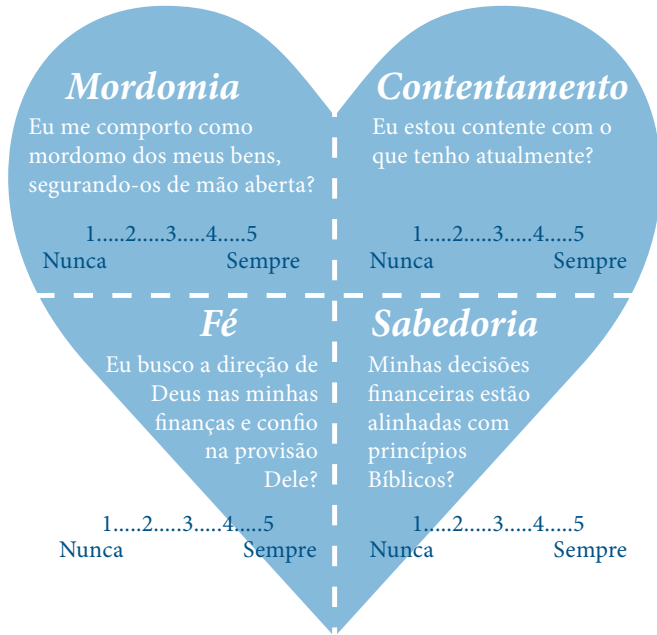 Mordomia
Eu me comporto como
mordomo dos meus bens,
segurando-os de mão aberta?
1.....2.....3.....4.....5
Nunca Sempre
Contentamento
Eu estou contente com o
que tenho atualmente?
1.....2.....3.....4.....5
Nunca Sempre
Fé
Eu busco a direção de
Deus nas minhas
finanças e confio
na provisão
Dele?
1.....2.....3.....4.....5
Nunca Sempre
Sabedoria
Minhas decisões
financeiras estão
alinhadas com
princípios
Bíblicos?
1.....2.....3.....4.....5
Nunca Sempre